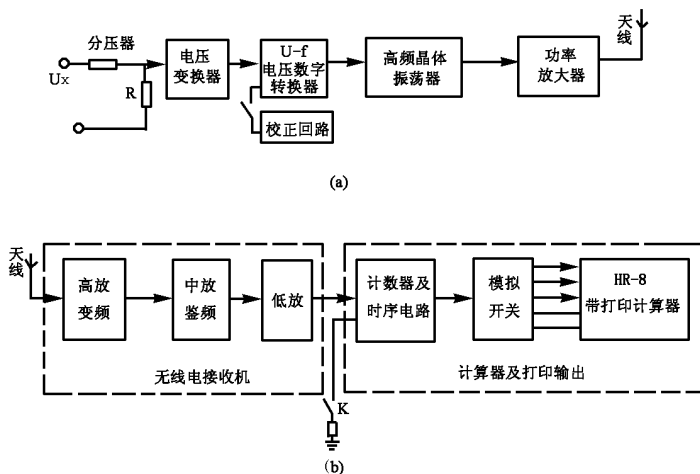 分压器
Ux
R
电压
变换器
U-f
电压数字
转换器
校正回路
高频晶体
振荡器
功率
放大器
天
线
(a)
天
线
高放
变频
中放
鉴频
低放
无线电接收机
计数器及
时序电路
模拟
开关
HR-8
带打印计算器
计算器及打印输出
K
(b)